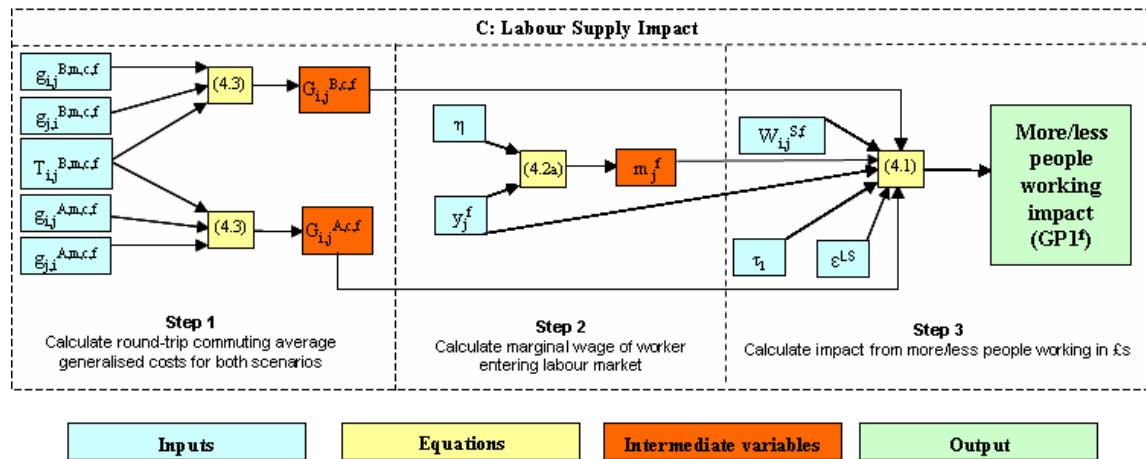 C: Labour Supply Impact
g_{i,j}^{B,m,c,f}
g_{j,i}^{B,m,c,f}
T_{i,j}^{B,m,c,f}
g_{i,j}^{A,m,c,f}
g_{j,i}^{A,m,c,f}
(4.3)
(4.3)
G_{i,j}^{B,c,f}
G_{i,j}^{A,c,f}
Step 1
Calculate round-trip commuting average
generalised costs for both scenarios
η
y_j^f
(4.2a)
m_j^f
Step 2
Calculate marginal wage of worker
entering labour market
W_{i,j}^{S,f}
(4.1)
τ_1
ε^{LS}
Step 3
Calculate impact from more/less people working in £s
More/less
people
working
impact
(GP1^f)
Inputs
Equations
Intermediate variables
Output